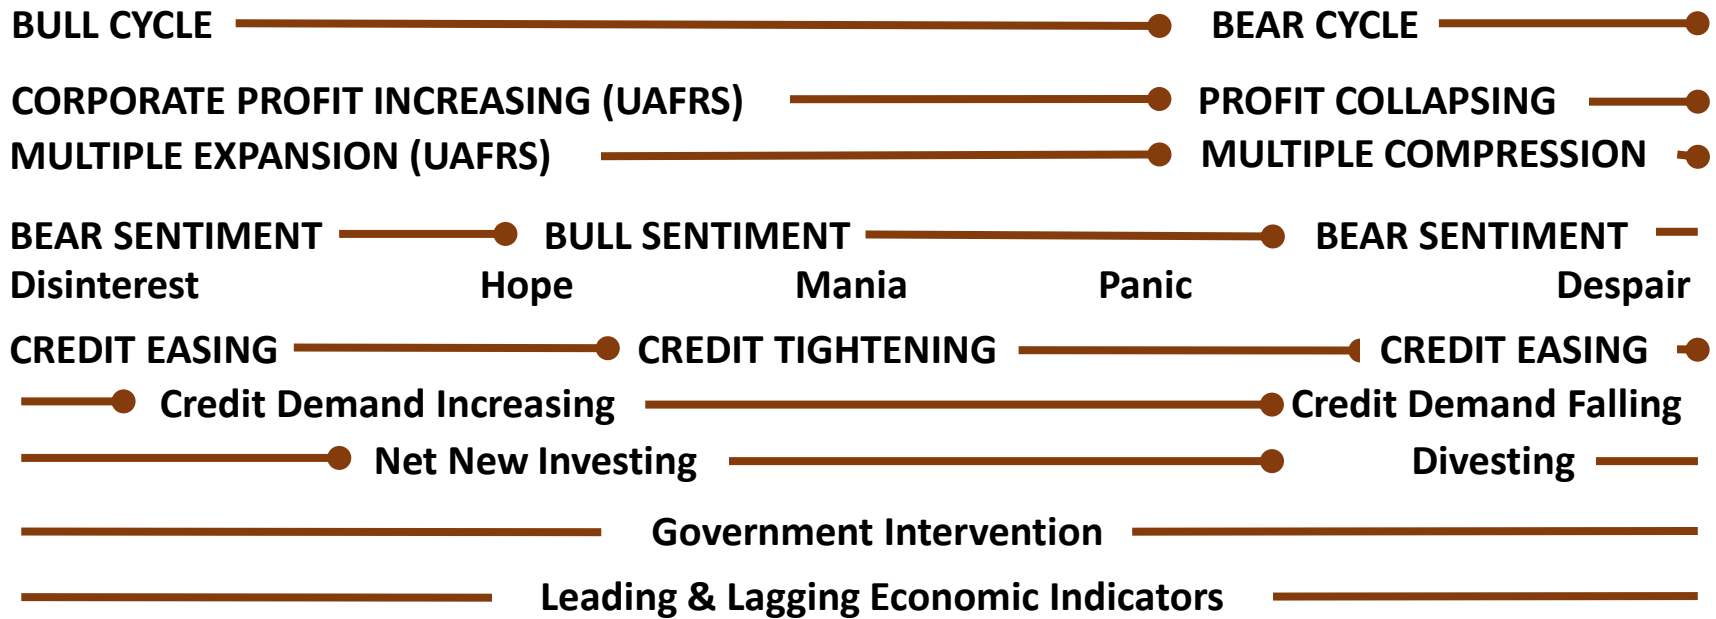 BULL CYCLE BEAR CYCLE
CORPORATE PROFIT INCREASING (UAFRS) PROFIT COLLAPSING
MULTIPLE EXPANSION (UAFRS) MULTIPLE COMPRESSION
BEAR SENTIMENT BULL SENTIMENT BEAR SENTIMENT
Disinterest Hope Mania Panic Despair
CREDIT EASING CREDIT TIGHTENING CREDIT EASING
Credit Demand Increasing Credit Demand Falling
Net New Investing Divesting
Government Intervention
Leading & Lagging Economic Indicators